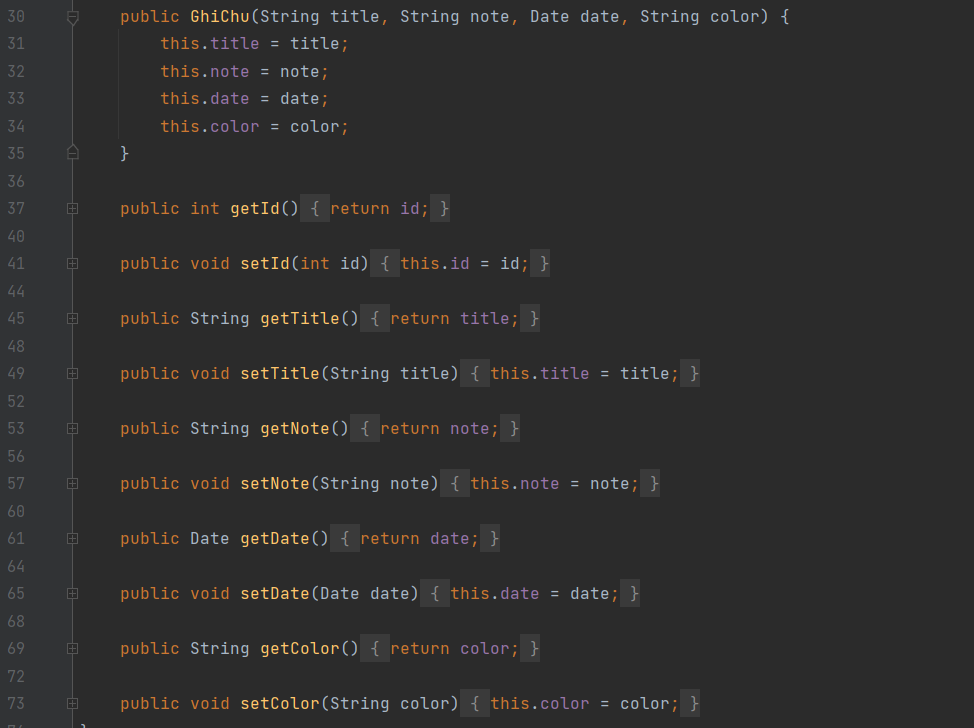 30 public GhiChu(String title, String note, Date date, String color) {
31 this.title = title;
32 this.note = note;
33 this.date = date;
34 this.color = color;
35 }
36
37 public int getId() { return id; }
40
41 public void setId(int id) { this.id = id; }
44
45 public String getTitle() { return title; }
48
49 public void setTitle(String title) { this.title = title; }
52
53 public String getNote() { return note; }
56
57 public void setNote(String note) { this.note = note; }
60
61 public Date getDate() { return date; }
64
65 public void setDate(Date date) { this.date = date; }
68
69 public String getColor() { return color; }
72
73 public void setColor(String color) { this.color = color; }